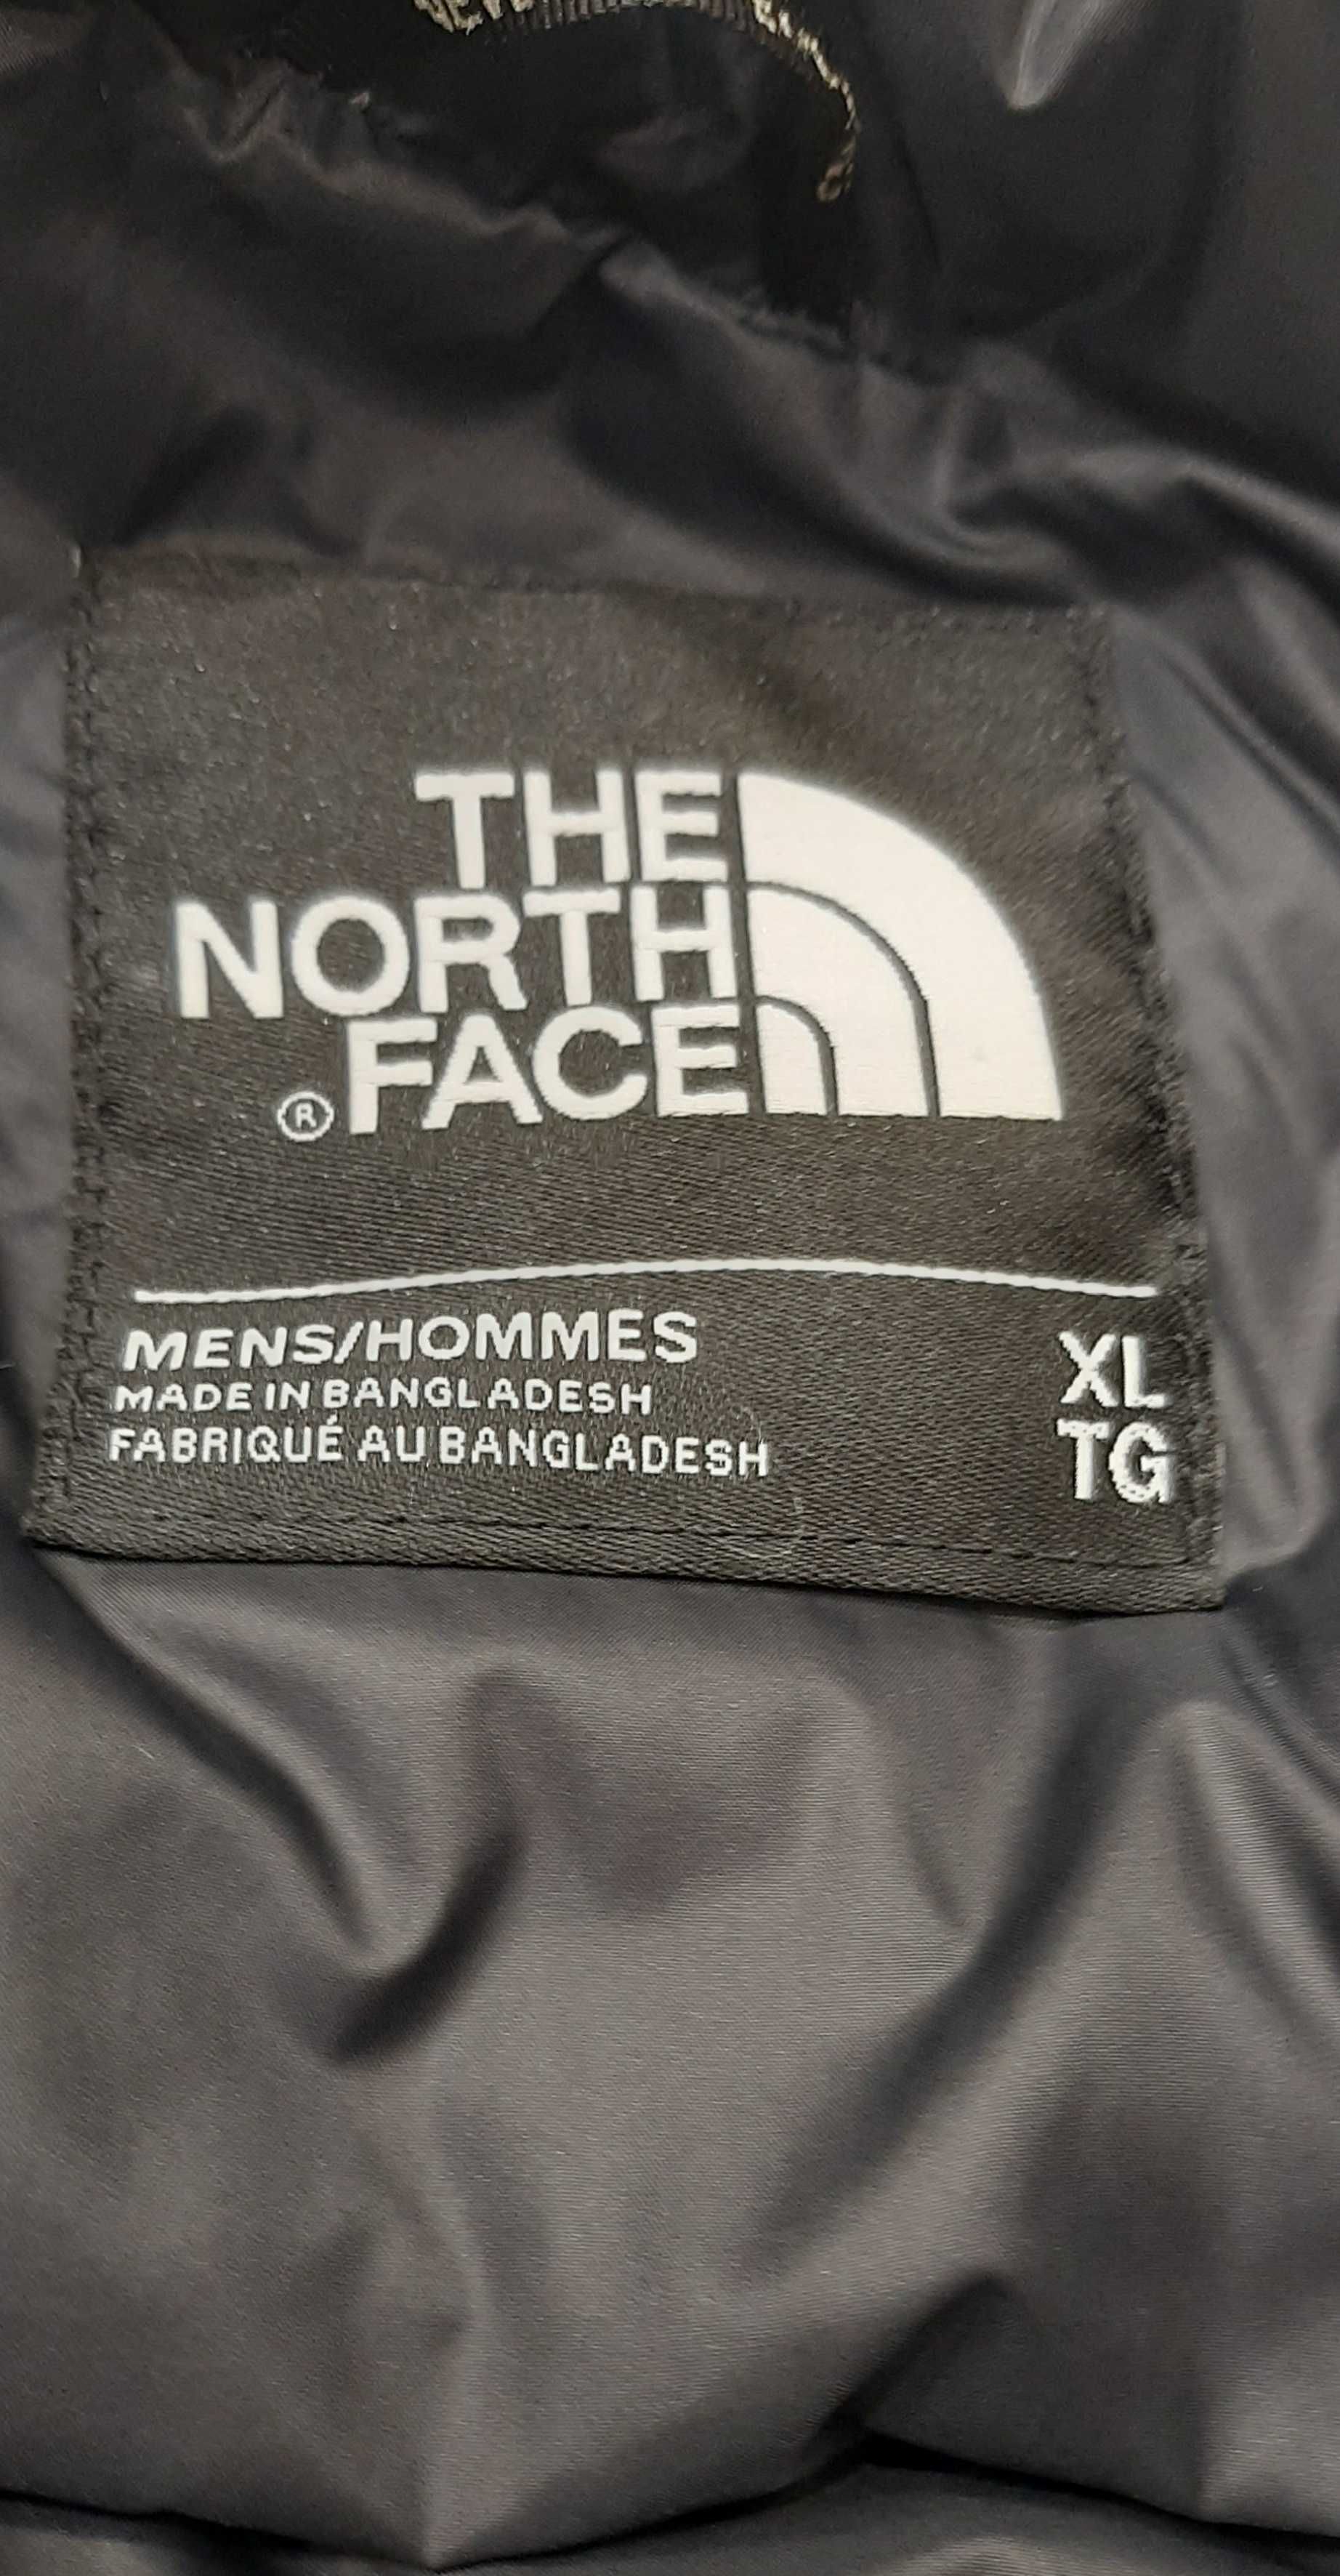 THE
NORTH
FACE
®
MENS/HOMMES
XL
MADE IN BANGLADESH
FABRIQUÉ AU BANGLADESH
TG